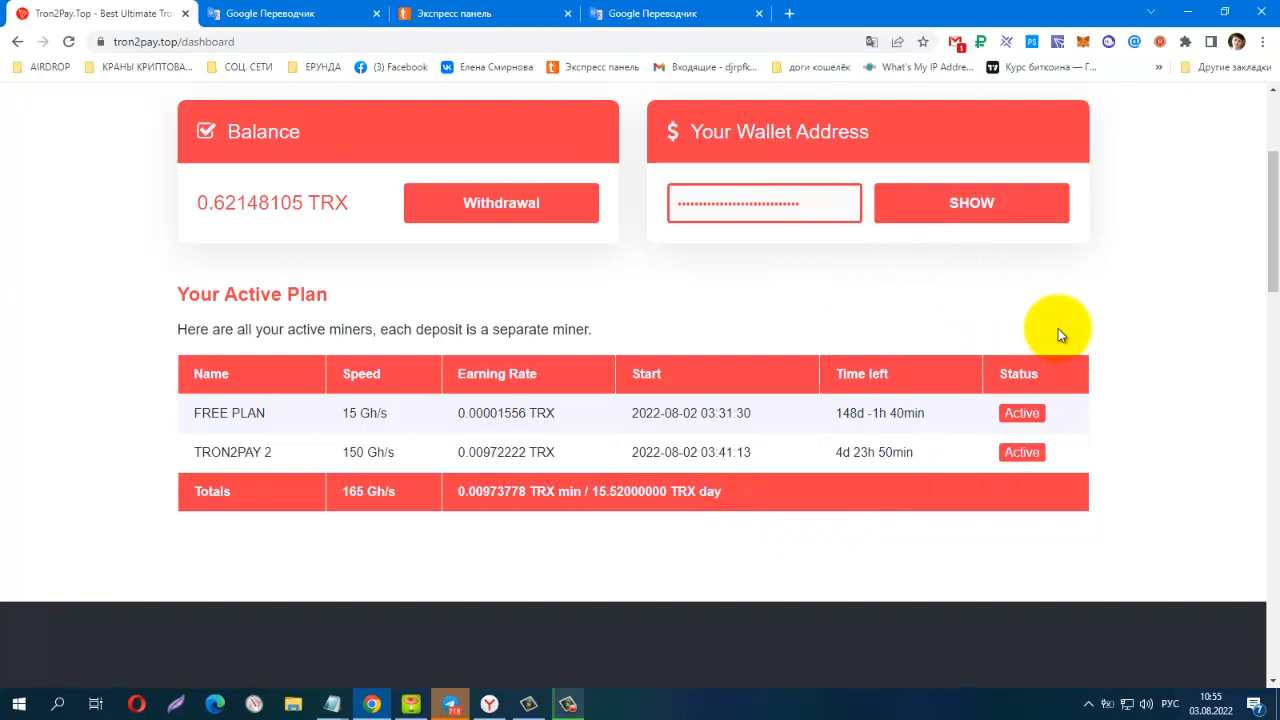 Tron2Pay.Top - Best Ultimate Tro
Google Переводчик
Экспресс панель
Google Переводчик
tron2pay.top/dashboard
1
AIRDROP
КРАНЫ КРИПТОВА...
СОЦ. СЕТИ
ЕРУНДА
(3) Facebook
Елена Смирнова
Экспресс панель
Входящие - djrpfk...
доги кошелёк
What's My IP Addre...
Курс биткоина — Г...
»
Другие закладки
Balance
$ Your Wallet Address
0.62148105 TRX
Withdrawal
SHOW
Your Active Plan
Here are all your active miners, each deposit is a separate miner.
Name Speed Earning Rate Start Time left Status
FREE PLAN 15 Gh/s 0.00001556 TRX 2022-08-02 03:31:30 148d -1h 40min Active
TRON2PAY 2 150 Gh/s 0.00972222 TRX 2022-08-02 03:41:13 4d 23h 50min Active
Totals 165 Gh/s 0.00973778 TRX min / 15.52000000 TRX day
718
РУС
10:55
03.08.2022
7